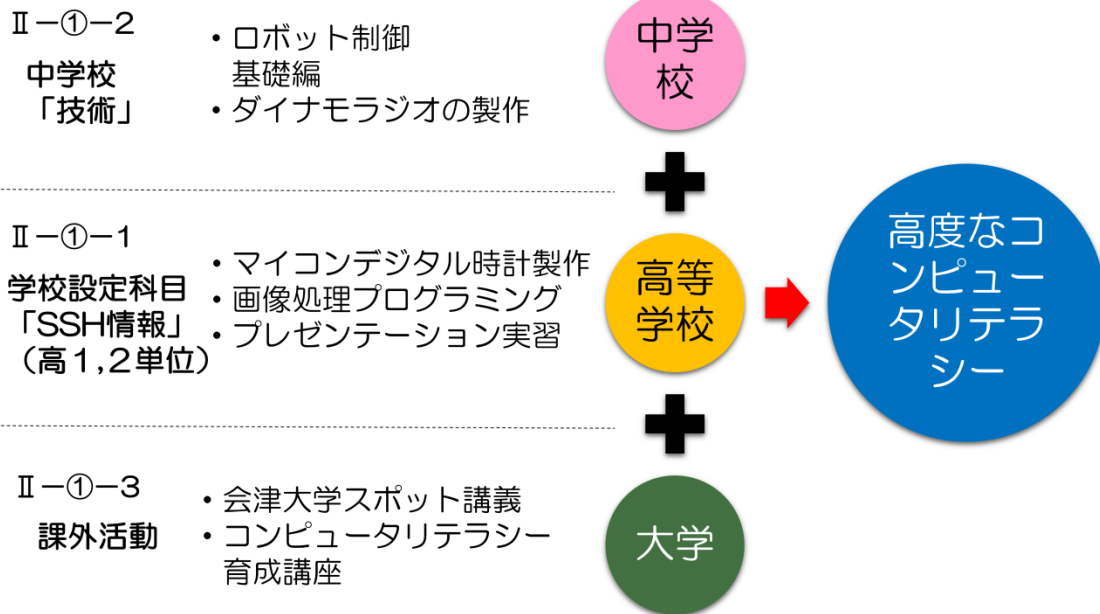 Ⅱ－①－2
中学校
「技術」
・ロボット制御
基礎編
・ダイナモラジオの製作
中学
校
Ⅱ－①－1
学校設定科目
「SSH情報」
（高1,2単位）
・マイコンデジタル時計製作
・画像処理プログラミング
・プレゼンテーション実習
高等
学校
高度なコ
ンピュー
タリテラ
シー
Ⅱ－①－3
課外活動
・会津大学スポット講義
・コンピュータリテラシー
育成講座
大学